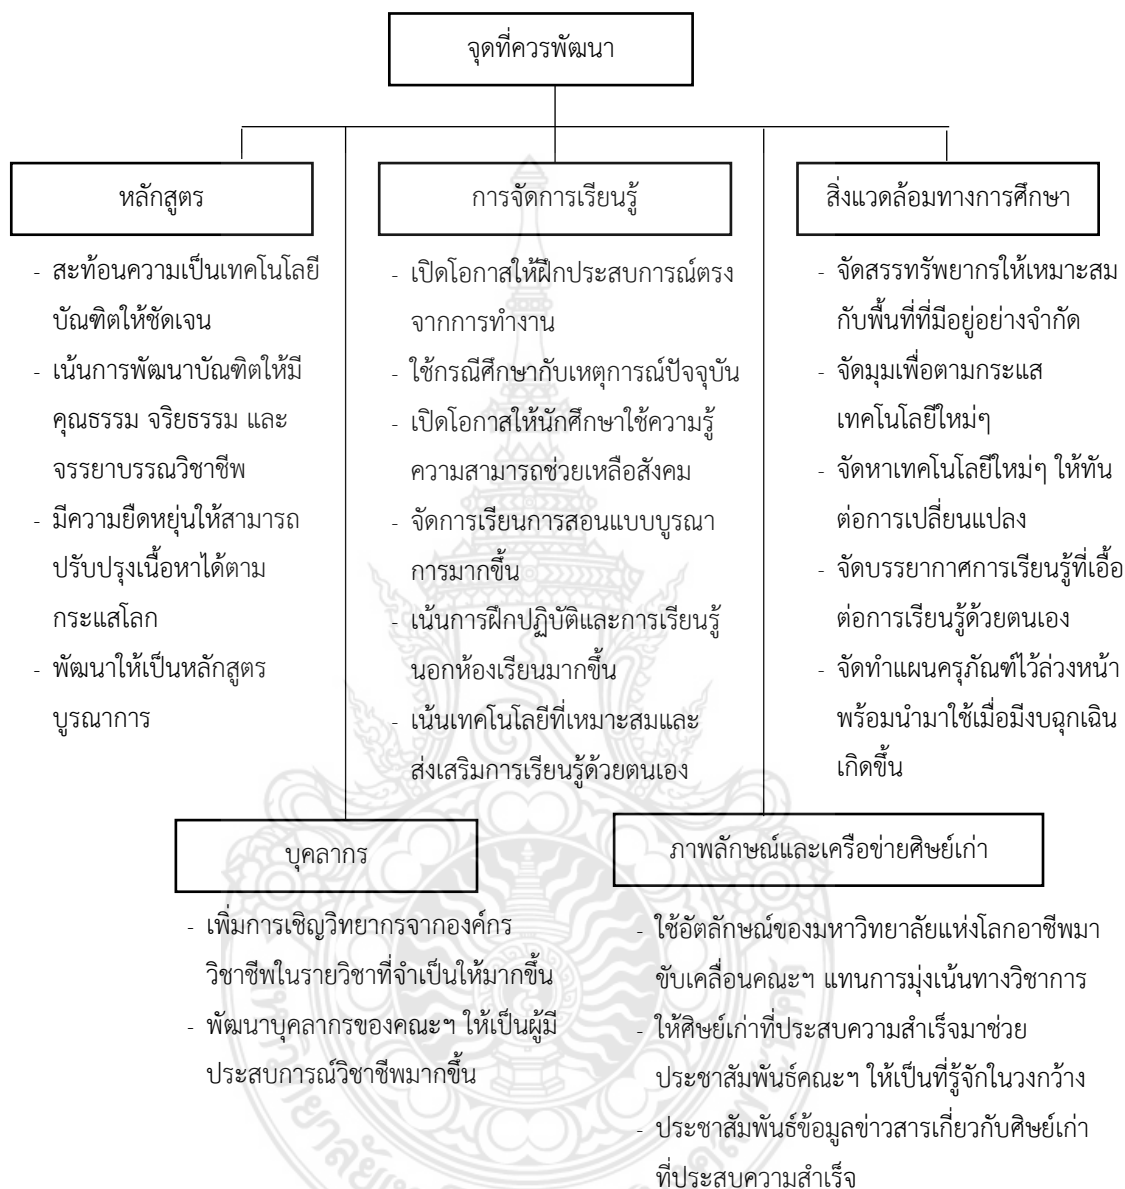 จุดที่ควรพัฒนา
หลักสูตร
- สะท้อนความเป็นเทคโนโลยี
บัณฑิตให้ชัดเจน
- เน้นการพัฒนาบัณฑิตให้มี
คุณธรรม จริยธรรม และ
จรรยาบรรณวิชาชีพ
- มีความยืดหยุ่นให้สามารถ
ปรับปรุงเนื้อหาได้ตาม
กระแสโลก
- พัฒนาให้เป็นหลักสูตร
บูรณาการ
การจัดการเรียนรู้
- เปิดโอกาสให้ฝึกประสบการณ์ตรง
จากการทำงาน
- ใช้กรณีศึกษากับเหตุการณ์ปัจจุบัน
- เปิดโอกาสให้นักศึกษาใช้ความรู้
ความสามารถช่วยเหลือสังคม
- จัดการเรียนการสอนแบบบูรณา
การมากขึ้น
- เน้นการฝึกปฏิบัติและการเรียนรู้
นอกห้องเรียนมากขึ้น
- เน้นเทคโนโลยีที่เหมาะสมและ
ส่งเสริมการเรียนรู้ด้วยตนเอง
สิ่งแวดล้อมทางการศึกษา
- จัดสรรทรัพยากรให้เหมาะสม
กับพื้นที่ที่มีอยู่อย่างจำกัด
- จัดมุมเพื่อตามกระแส
เทคโนโลยีใหม่ๆ
- จัดหาเทคโนโลยีใหม่ๆ ให้ทัน
ต่อการเปลี่ยนแปลง
- จัดบรรยากาศการเรียนรู้ที่เอื้อ
ต่อการเรียนรู้ด้วยตนเอง
- จัดทำแผนครุภัณฑ์ไว้ล่วงหน้า
พร้อมนำมาใช้เมื่อมีงบฉุกเฉิน
เกิดขึ้น
บุคลากร
- เพิ่มการเชิญวิทยากรจากองค์กร
วิชาชีพในรายวิชาที่จำเป็นให้มากขึ้น
- พัฒนาบุคลากรของคณะฯ ให้เป็นผู้มี
ประสบการณ์วิชาชีพมากขึ้น
ภาพลักษณ์และเครือข่ายศิษย์เก่า
- ใช้อัตลักษณ์ของมหาวิทยาลัยแห่งโลกอาชีพมา
ขับเคลื่อนคณะฯ แทนการมุ่งเน้นทางวิชาการ
- ให้ศิษย์เก่าที่ประสบความสำเร็จมาช่วย
ประชาสัมพันธ์คณะฯ ให้เป็นที่รู้จักในวงกว้าง
- ประชาสัมพันธ์ข้อมูลข่าวสารเกี่ยวกับศิษย์เก่า
ที่ประสบความสำเร็จ